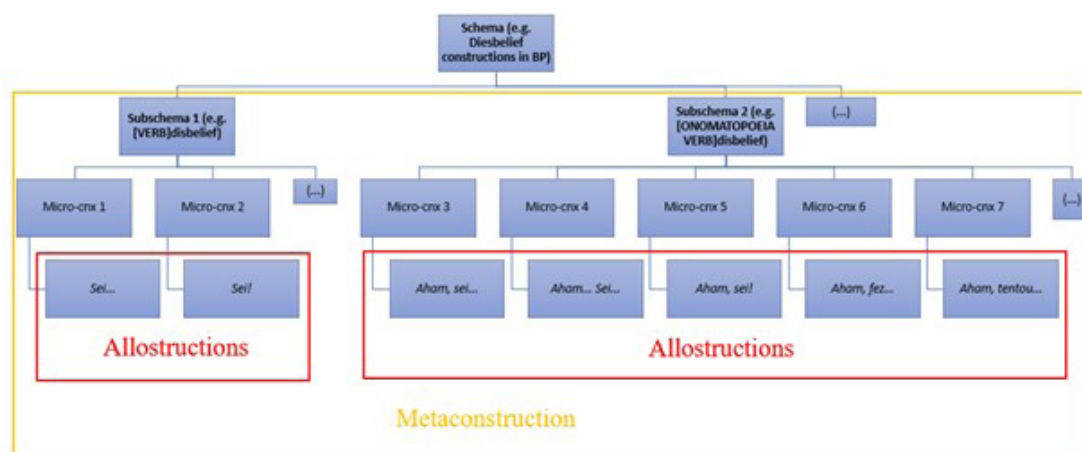 Schema (e.g.
Diesbelief
constructions in BP)
Subschema 1 (e.g.
[VERB]disbelief)
Subschema 2 (e.g.
[ONOMATOPOEIA
VERB]disbelief)
(...)
Micro-cnx 1
Micro-cnx 2
(...)
Micro-cnx 3
Micro-cnx 4
Micro-cnx 5
Micro-cnx 6
Micro-cnx 7
(...)
Sei...
Sei!
Aham, sei...
Aham... Sei...
Aham, sei!
Aham, fez...
Aham, tentou...
Allostructions
Allostructions
Metaconstruction